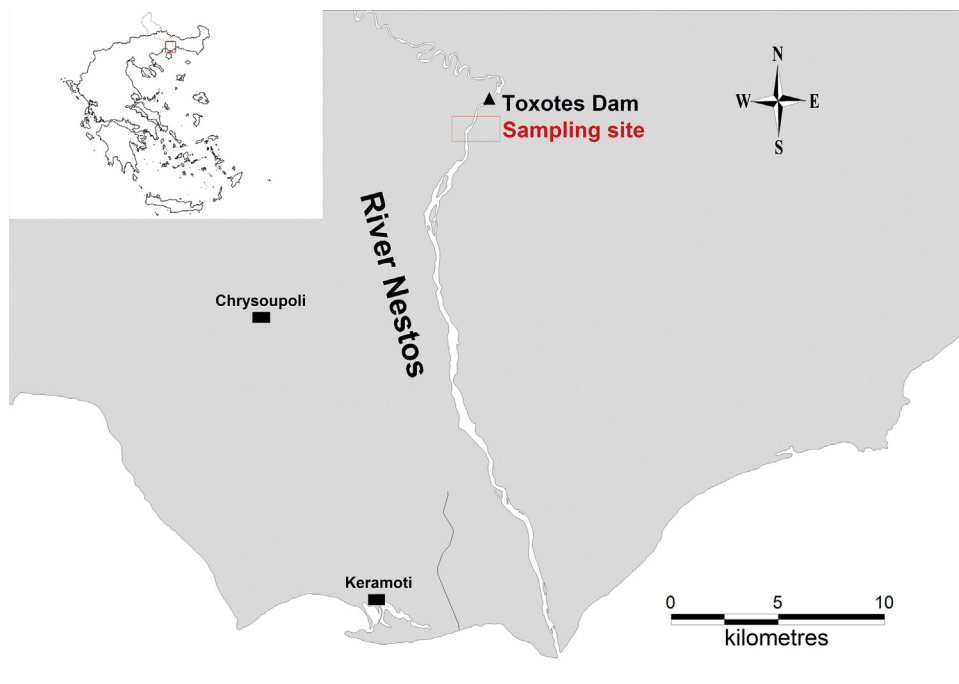 N
W E
S
Toxotes Dam
Sampling site
River Nestos
Chrysoupoli
Keramoti
0 5 10
kilometres